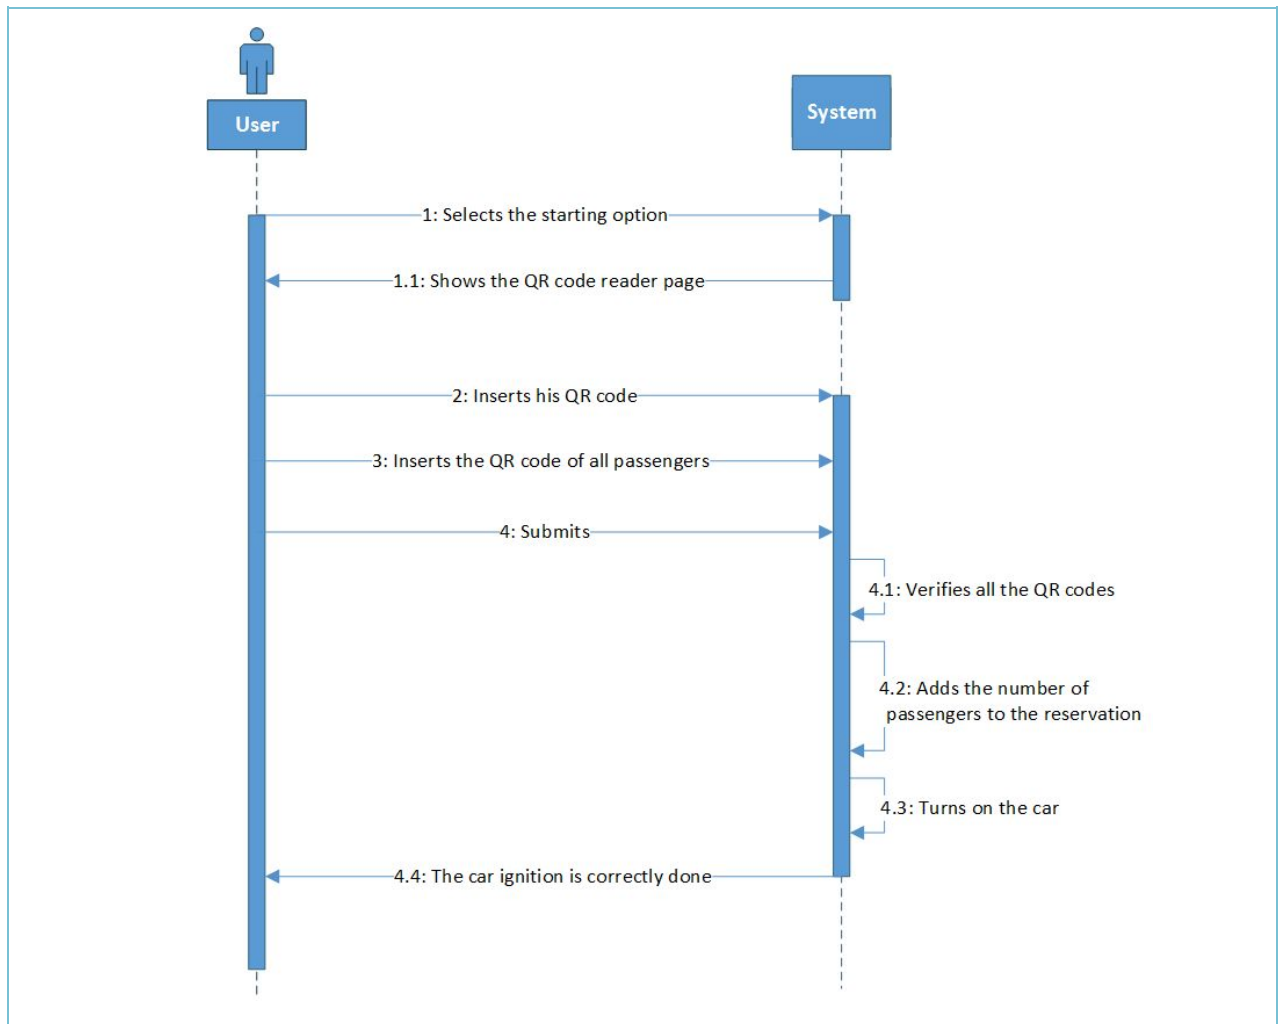 User
System
1: Selects the starting option
1.1: Shows the QR code reader page
2: Inserts his QR code
3: Inserts the QR code of all passengers
4: Submits
4.1: Verifies all the QR codes
4.2: Adds the number of
passengers to the reservation
4.3: Turns on the car
4.4: The car ignition is correctly done